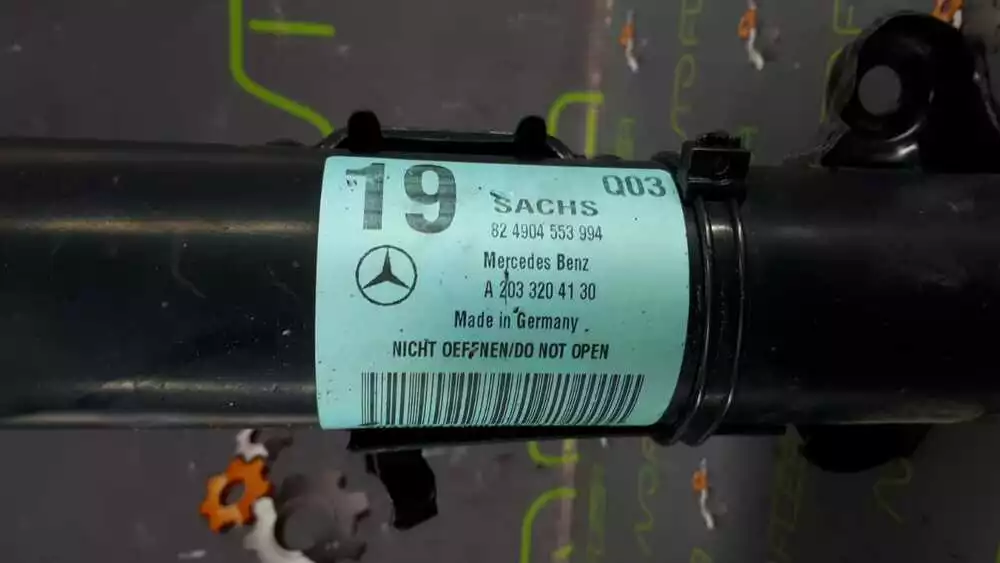 19
Q03
SACHS
82 4904 553 994
Mercedes Benz
A 203 320 41 30
Made in Germany
NICHT OEFFNEN/DO NOT OPEN